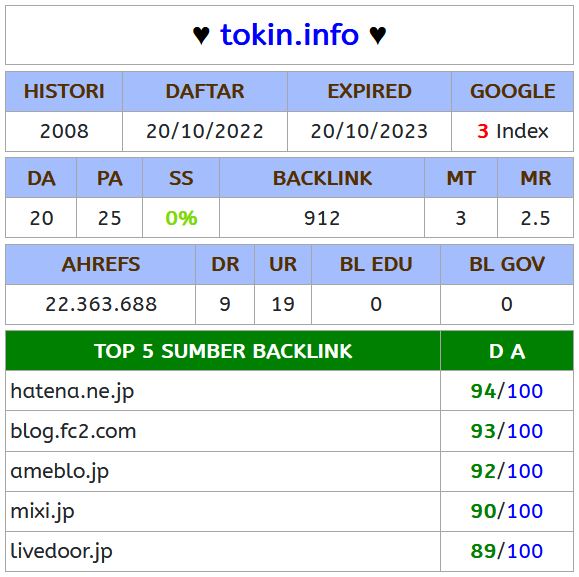 ♥ tokin.info ♥
HISTORI DAFTAR EXPIRED GOOGLE
2008 20/10/2022 20/10/2023 3 Index
DA PA SS BACKLINK MT MR
20 25 0% 912 3 2.5
AHREFS DR UR BL EDU BL GOV
22.363.688 9 19 0 0
TOP 5 SUMBER BACKLINK D A
hatena.ne.jp 94/100
blog.fc2.com 93/100
ameblo.jp 92/100
mixi.jp 90/100
livedoor.jp 89/100